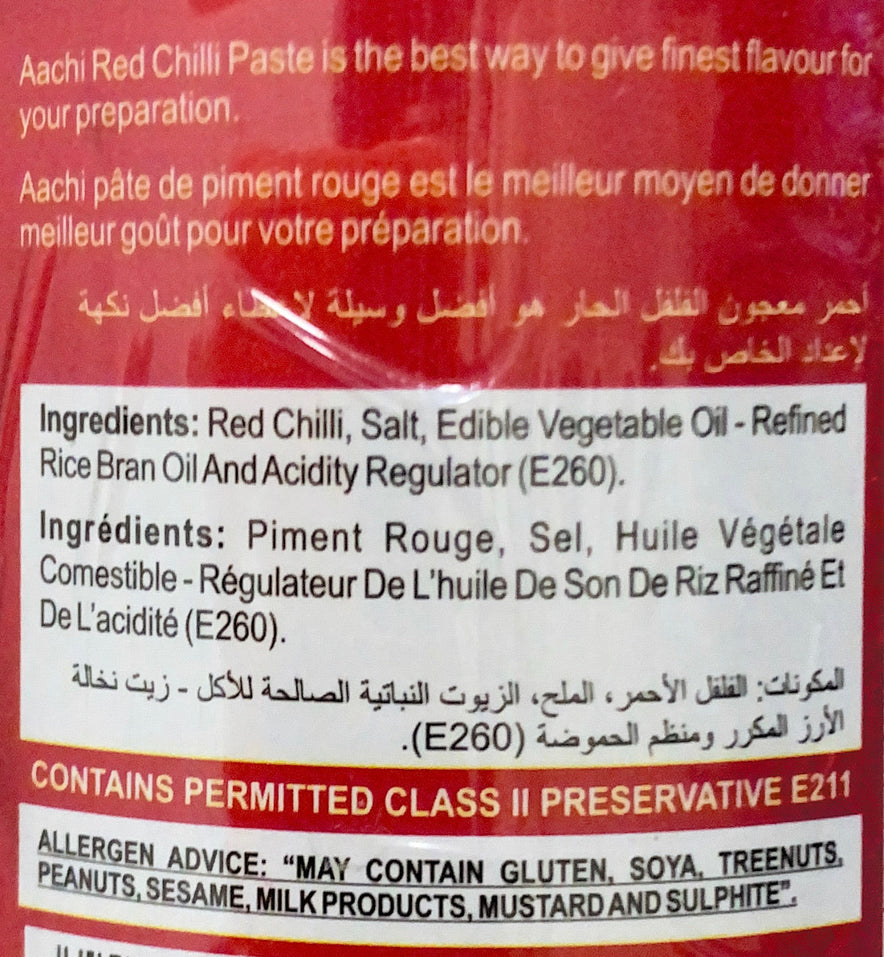 Aachi Red Chilli Paste is the best way to give finest flavour for
your preparation.
Aachi pâte de piment rouge est le meilleur moyen de donner
meilleur goût pour votre préparation.
أحمر معجون الفلفل الحار هو أفضل وسيلة لإعطاء أفضل نكهة
لاعداد الخاص بك.
Ingredients: Red Chilli, Salt, Edible Vegetable Oil - Refined
Rice Bran Oil And Acidity Regulator (E260).
Ingrédients: Piment Rouge, Sel, Huile Végétale
Comestible - Régulateur De L'huile De Son De Riz Raffiné Et
De L'acidité (E260).
المكونات: الفلفل الأحمر، الملح، الزيوت النباتية الصالحة للأكل - زيت نخالة
الأرز المكرر ومنظم الحموضة (E260).
CONTAINS PERMITTED CLASS II PRESERVATIVE E211
ALLERGEN ADVICE: “MAY CONTAIN GLUTEN, SOYA, TREENUTS,
PEANUTS, SESAME, MILK PRODUCTS, MUSTARD AND SULPHITE”.